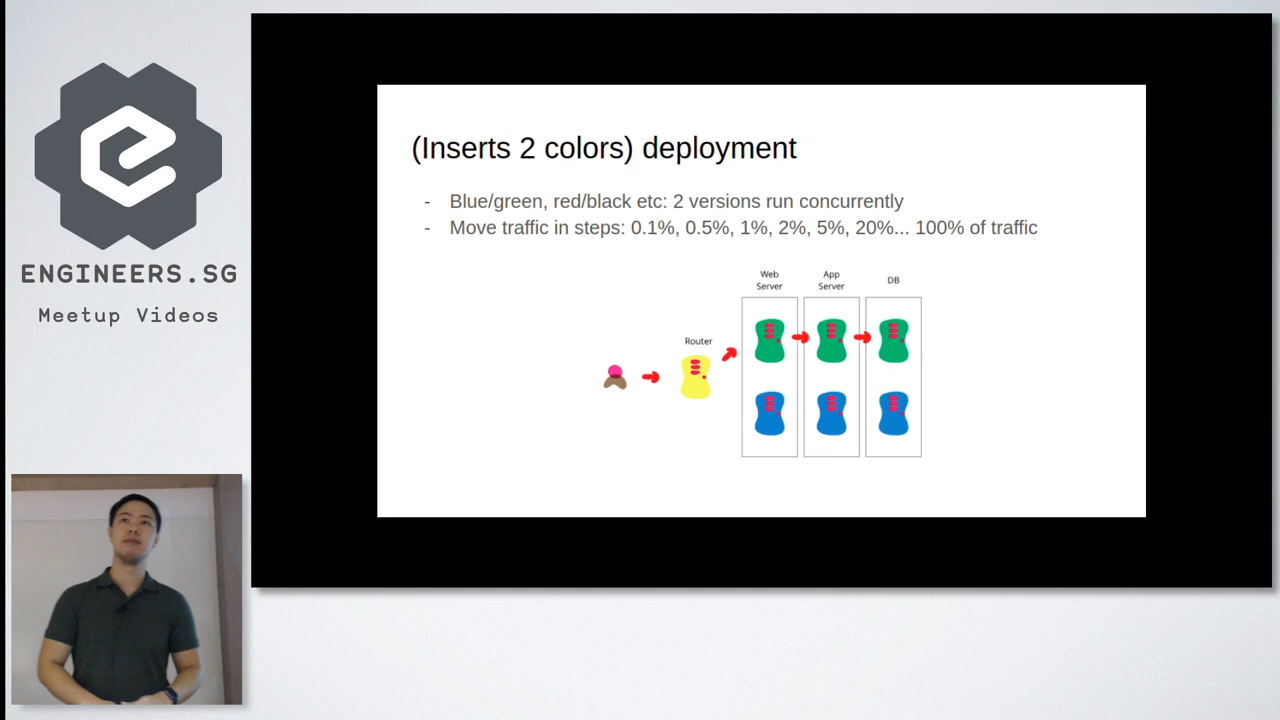 (Inserts 2 colors) deployment
- Blue/green, red/black etc: 2 versions run concurrently
- Move traffic in steps: 0.1%, 0.5%, 1%, 2%, 5%, 20%... 100% of traffic
Web
Server
App
Server
DB
Router
ENGINEERS.SG
Meetup Videos